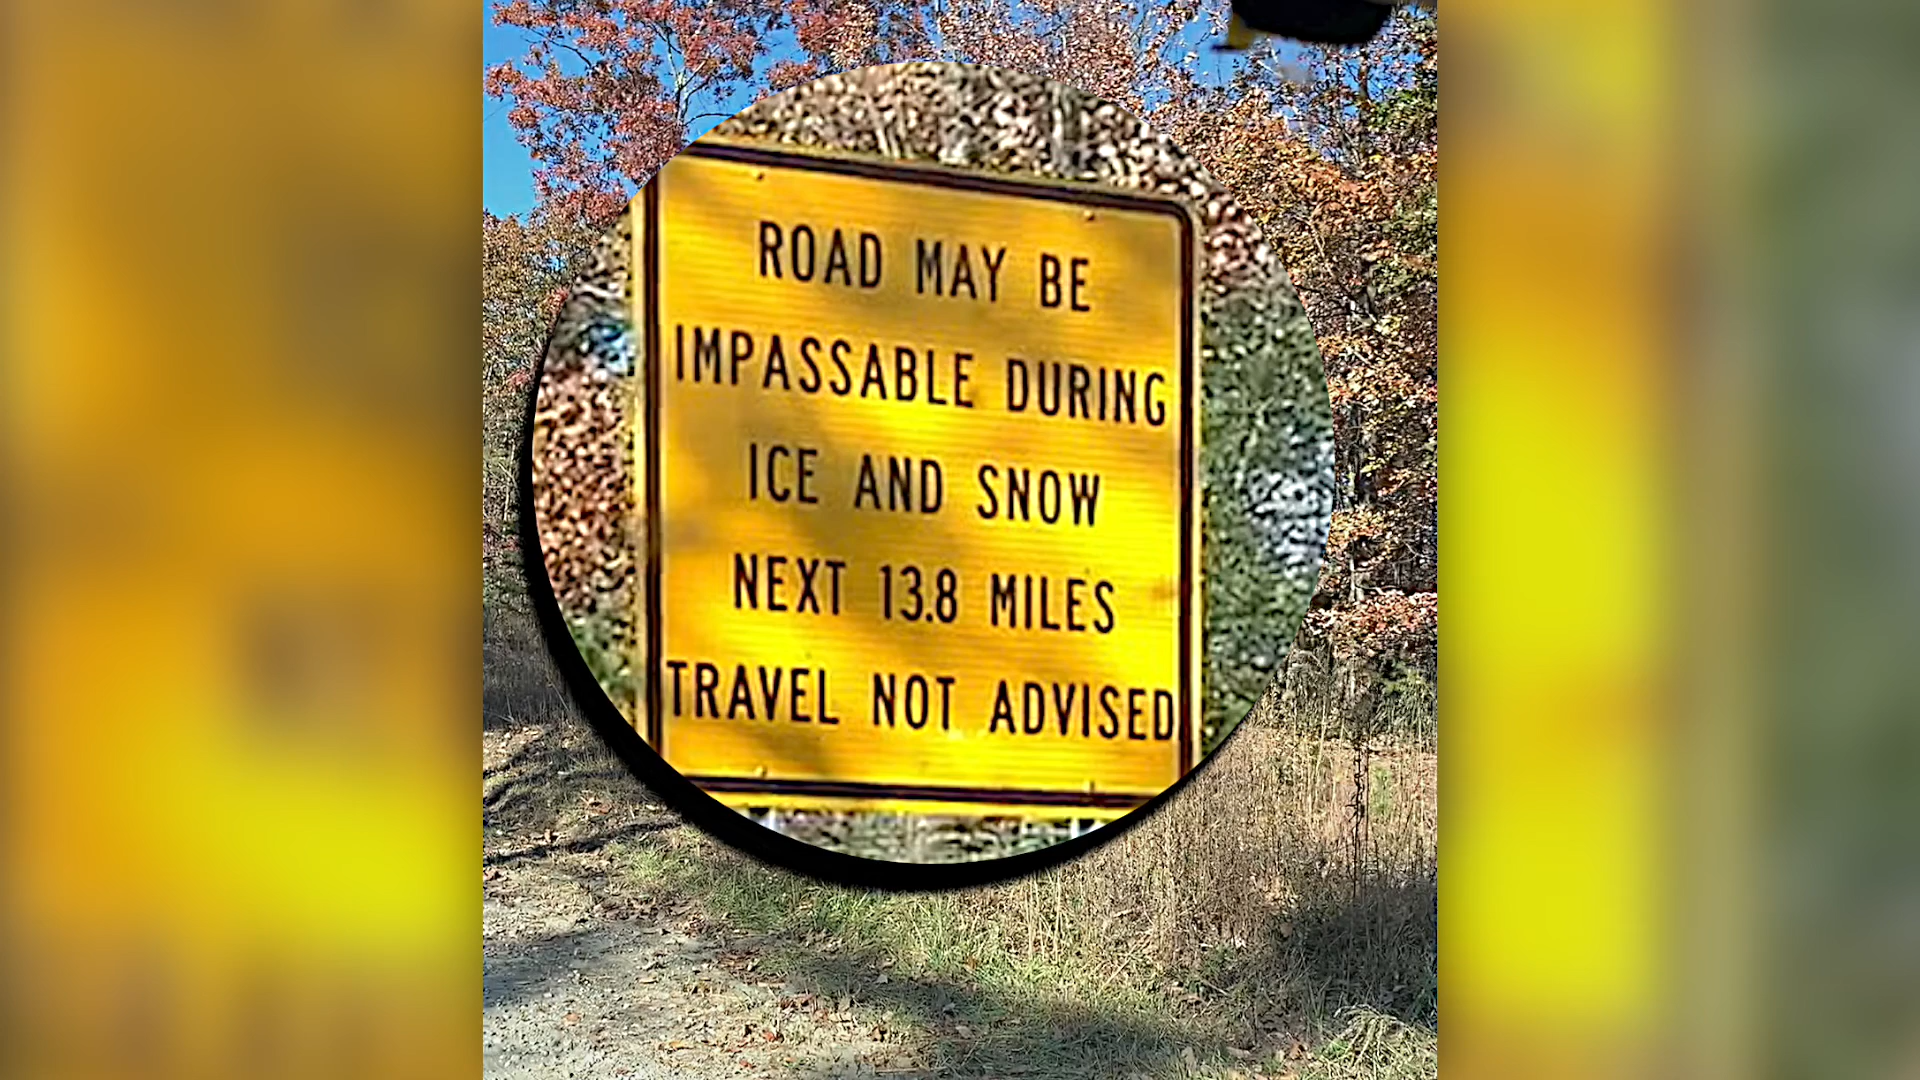 ROAD MAY BE
IMPASSABLE DURING
ICE AND SNOW
NEXT 13.8 MILES
TRAVEL NOT ADVISED